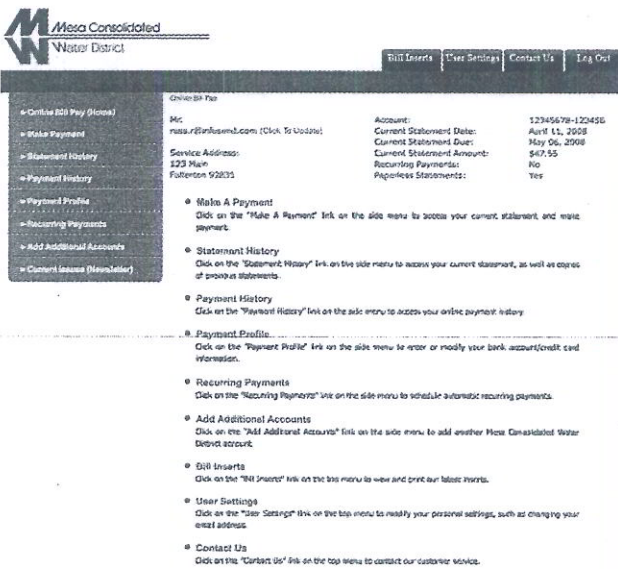 Mesa Consolidated
Water District
Bill Inserts User Settings Contact Us Log Out
Online Bill Pay
» Online Bill Pay (Home)
» Make Payment
» Statement History
» Payment History
» Payment Profile
» Recurring Payments
» Add Additional Accounts
» Current Issues (Newsletter)
Mr.
(Click To Update)
Service Address:
123 Main
Fullerton 92831
Account: 12345678-123456
Current Statement Date: April 11, 2008
Current Statement Due: May 06, 2008
Current Statement Amount: $47.55
Recurring Payments: No
Paperless Statements: Yes
Make A Payment
Click on the "Make A Payment" link on the side menu to access your current statement and make
payment.
Statement History
Click on the "Statement History" link on the side menu to access your current statement, as well as copies
of previous statements.
Payment History
Click on the "Payment History" link on the side menu to access your online payment history.
Payment Profile
Click on the "Payment Profile" link on the side menu to enter or modify your bank account/credit card
information.
Recurring Payments
Click on the "Recurring Payments" link on the side menu to schedule automatic recurring payments.
Add Additional Accounts
Click on the "Add Additional Accounts" link on the side menu to add another Mesa Consolidated Water
District account.
Bill Inserts
Click on the "Bill Inserts" link on the top menu to view and print our latest inserts.
User Settings
Click on the "User Settings" link on the top menu to modify your personal settings, such as changing your
email address.
Contact Us
Click on the "Contact Us" link on the top menu to contact our customer service.